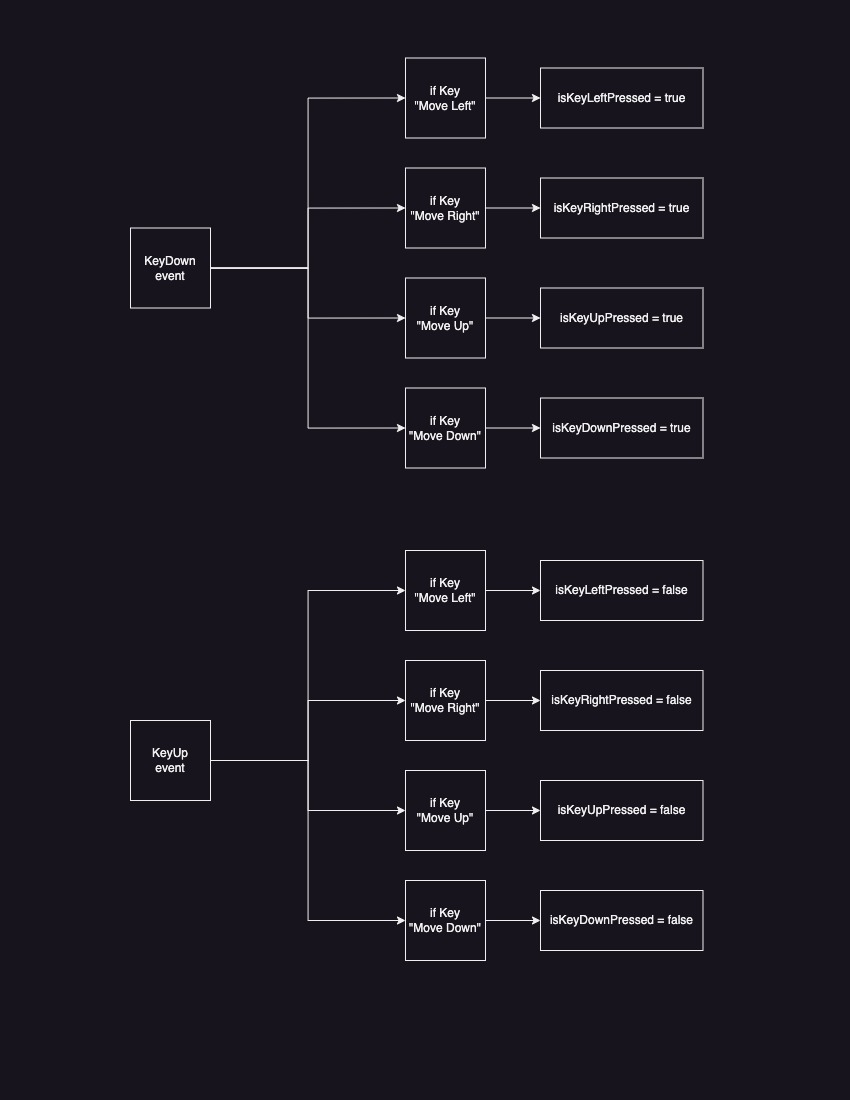 if Key
"Move Left"
isKeyLeftPressed = true
if Key
"Move Right"
isKeyRightPressed = true
KeyDown
event
if Key
"Move Up"
isKeyUpPressed = true
if Key
"Move Down"
isKeyDownPressed = true
if Key
"Move Left"
isKeyLeftPressed = false
if Key
"Move Right"
isKeyRightPressed = false
KeyUp
event
if Key
"Move Up"
isKeyUpPressed = false
if Key
"Move Down"
isKeyDownPressed = false